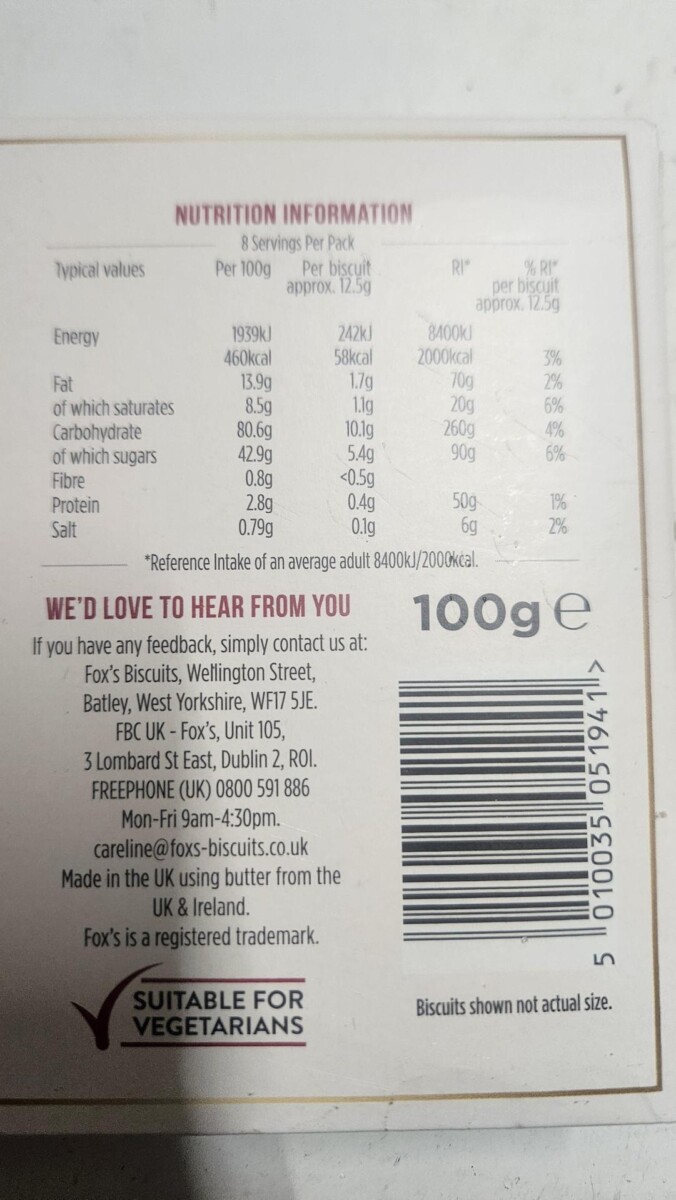 NUTRITION INFORMATION
8 Servings Per Pack
Typical values Per 100g Per biscuit approx. 12.5g RI* % RI* per biscuit approx. 12.5g
Energy 1939kJ 242kJ 8400kJ
460kcal 58kcal 2000kcal 3%
Fat 13.9g 1.7g 70g 2%
of which saturates 8.5g 1.1g 20g 6%
Carbohydrate 80.6g 10.1g 260g 4%
of which sugars 42.9g 5.4g 90g 6%
Fibre 0.8g <0.5g
Protein 2.8g 0.4g 50g 1%
Salt 0.79g 0.1g 6g 2%
*Reference Intake of an average adult 8400kJ/2000kcal.
WE'D LOVE TO HEAR FROM YOU
If you have any feedback, simply contact us at:
Fox's Biscuits, Wellington Street,
Batley, West Yorkshire, WF17 5JE.
FBC UK - Fox's, Unit 105,
3 Lombard St East, Dublin 2, ROI.
FREEPHONE (UK) 0800 591 886
Mon-Fri 9am-4:30pm.
careline@foxs-biscuits.co.uk
Made in the UK using butter from the
UK & Ireland.
Fox's is a registered trademark.
SUITABLE FOR
VEGETARIANS
100g e
5 010035 051941 >
Biscuits shown not actual size.